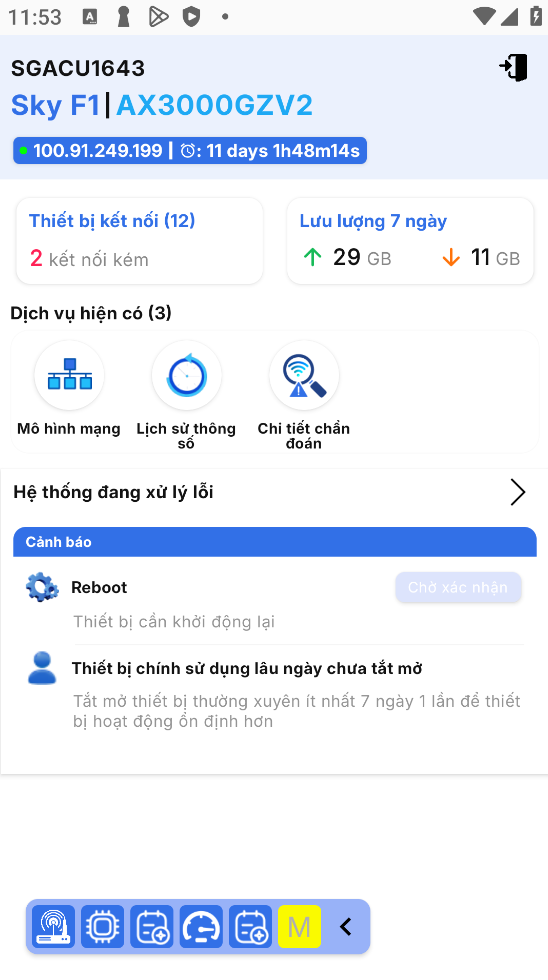 11:53
A
SGACU1643
Sky F1|AX3000GZV2
100.91.249.199 | : 11 days 1h48m14s
Thiết bị kết nối (12)
2 kết nối kém
Lưu lượng 7 ngày
29 GB 11 GB
Dịch vụ hiện có (3)
Mô hình mạng
Lịch sử thông
số
Chi tiết chẩn
đoán
Hệ thống đang xử lý lỗi
Cảnh báo
Reboot
Chờ xác nhận
Thiết bị cần khởi động lại
Thiết bị chính sử dụng lâu ngày chưa tắt mở
Tắt mở thiết bị thường xuyên ít nhất 7 ngày 1 lần để thiết
bị hoạt động ổn định hơn
M